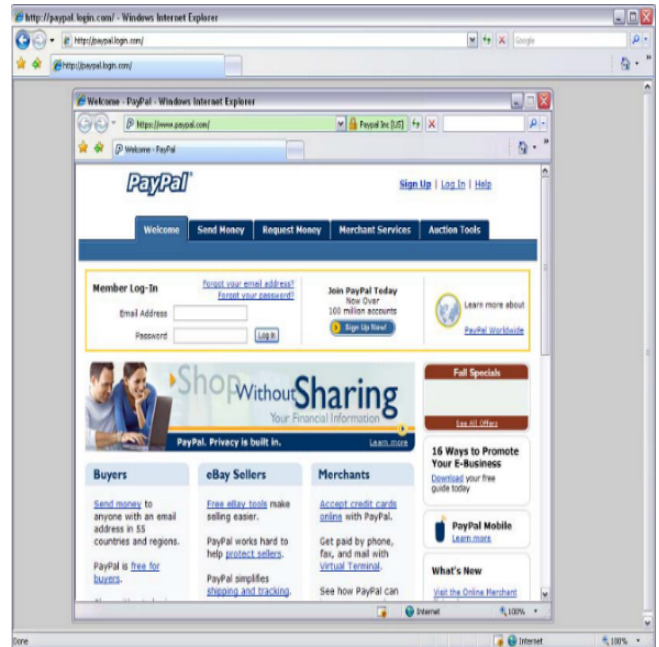 http://paypal.login.com/ - Windows Internet Explorer
http://paypal.login.com/
Google
http://paypal.login.com/
Welcome - PayPal - Windows Internet Explorer
https://www.paypal.com/
Paypal Inc [US]
Welcome - PayPal
PayPal
Sign Up | Log In | Help
Welcome
Send Money
Request Money
Merchant Services
Auction Tools
Member Log-In
Forgot your email address?
Forgot your password?
Email Address
Password
Log In
Join PayPal Today
Now Over
100 million accounts
Sign Up Now!
Learn more about
PayPal Worldwide
Shop Without Sharing
Your Financial Information
PayPal. Privacy is built in.
Learn more
Fall Specials
See All Offers
16 Ways to Promote
Your E-Business
Download your free
guide today
PayPal Mobile
Learn more
What's New
Visit the Online Merchant
Buyers
Send money to
anyone with an email
address in 55
countries and regions.
PayPal is free for
buyers.
eBay Sellers
Free eBay tools make
selling easier.
PayPal works hard to
help protect sellers.
PayPal simplifies
shipping and tracking.
Merchants
Accept credit cards
online with PayPal.
Get paid by phone,
fax, and mail with
Virtual Terminal.
See how PayPal can
Internet
100%
Done
Internet
100%